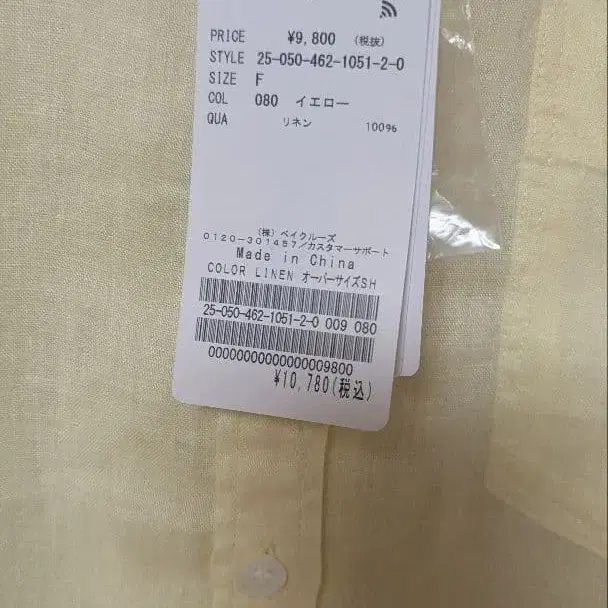 PRICE ¥9,800 (税抜)
STYLE 25-050-462-1051-2-0
SIZE F
COL 080 イエロー
QUA リネン 100%
(株) ベイクルーズ
0120-301457/カスタマーサポート
Made in China
COLOR LINEN オーバーサイズSH
25-050-462-1051-2-0 009 080
00000000000000009800
¥10,780(税込)